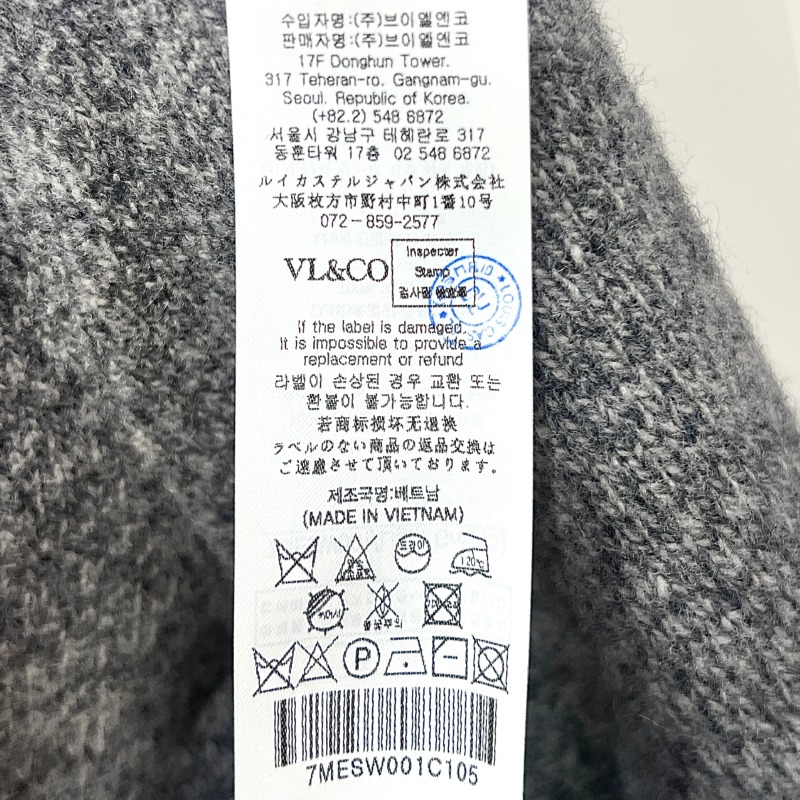 수입자명:(주)브이엘엔코
판매자명:(주)브이엘엔코
17F Donghun Tower.
317 Teheran-ro. Gangnam-gu.
Seoul. Republic of Korea.
(+82.2) 548 6872
서울시 강남구 테헤란로 317
동훈타워 17층 02 548 6872
ルイカステルジャパン株式会社
大阪枚方市野村中町1番10号
072-859-2577
VL&CO
Inspecter
Stamp
검사필
If the label is damaged.
It is impossible to provide a
replacement or refund
라벨이 손상된 경우 교환 또는
환불이 불가능합니다.
若商标损坏无退换
ラベルのない商品の返品交換は
ご遠慮させて頂いております。
제조국명:베트남
(MADE IN VIETNAM)
드라이
120℃
P
7MESW001C105